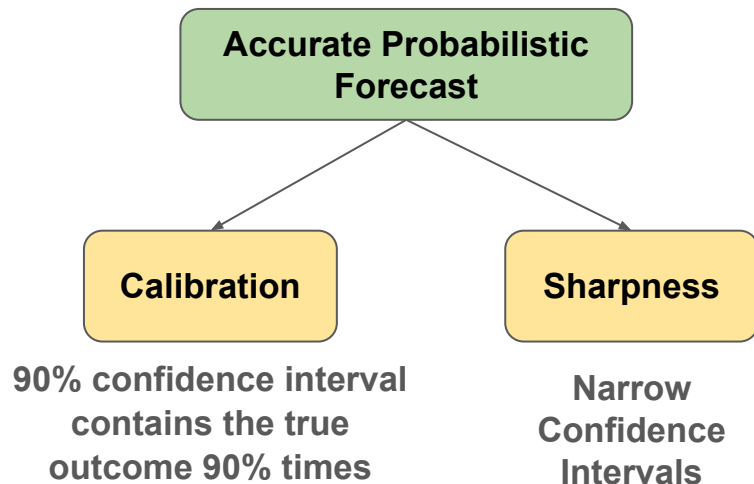 Accurate Probabilistic
Forecast
Calibration
90% confidence interval
contains the true
outcome 90% times
Sharpness
Narrow
Confidence
Intervals